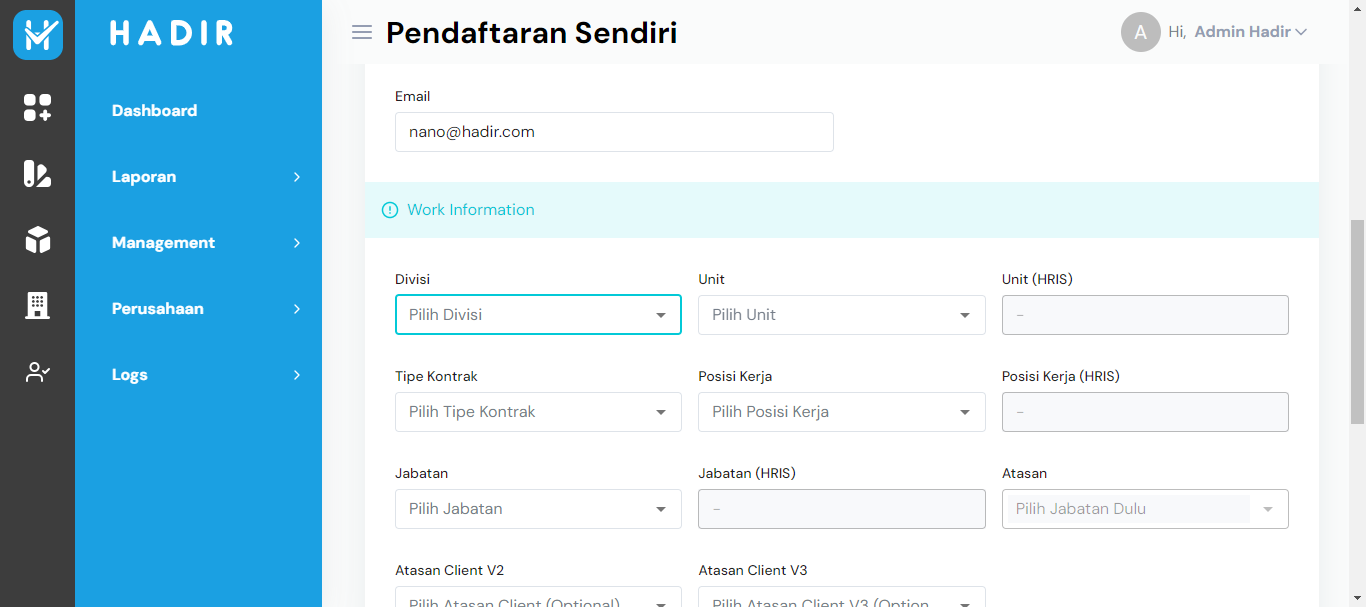 HADIR
Dashboard
Laporan
Management
Perusahaan
Logs
Pendaftaran Sendiri
A
Hi, Admin Hadir
Email
nano@hadir.com
Work Information
Divisi
Unit
Unit (HRIS)
Pilih Divisi
Pilih Unit
-
Tipe Kontrak
Posisi Kerja
Posisi Kerja (HRIS)
Pilih Tipe Kontrak
Pilih Posisi Kerja
-
Jabatan
Jabatan (HRIS)
Atasan
Pilih Jabatan
-
Pilih Jabatan Dulu
Atasan Client V2
Atasan Client V3
Pilih Atasan Client (Optional)
Pilih Atasan Client V3 (Option